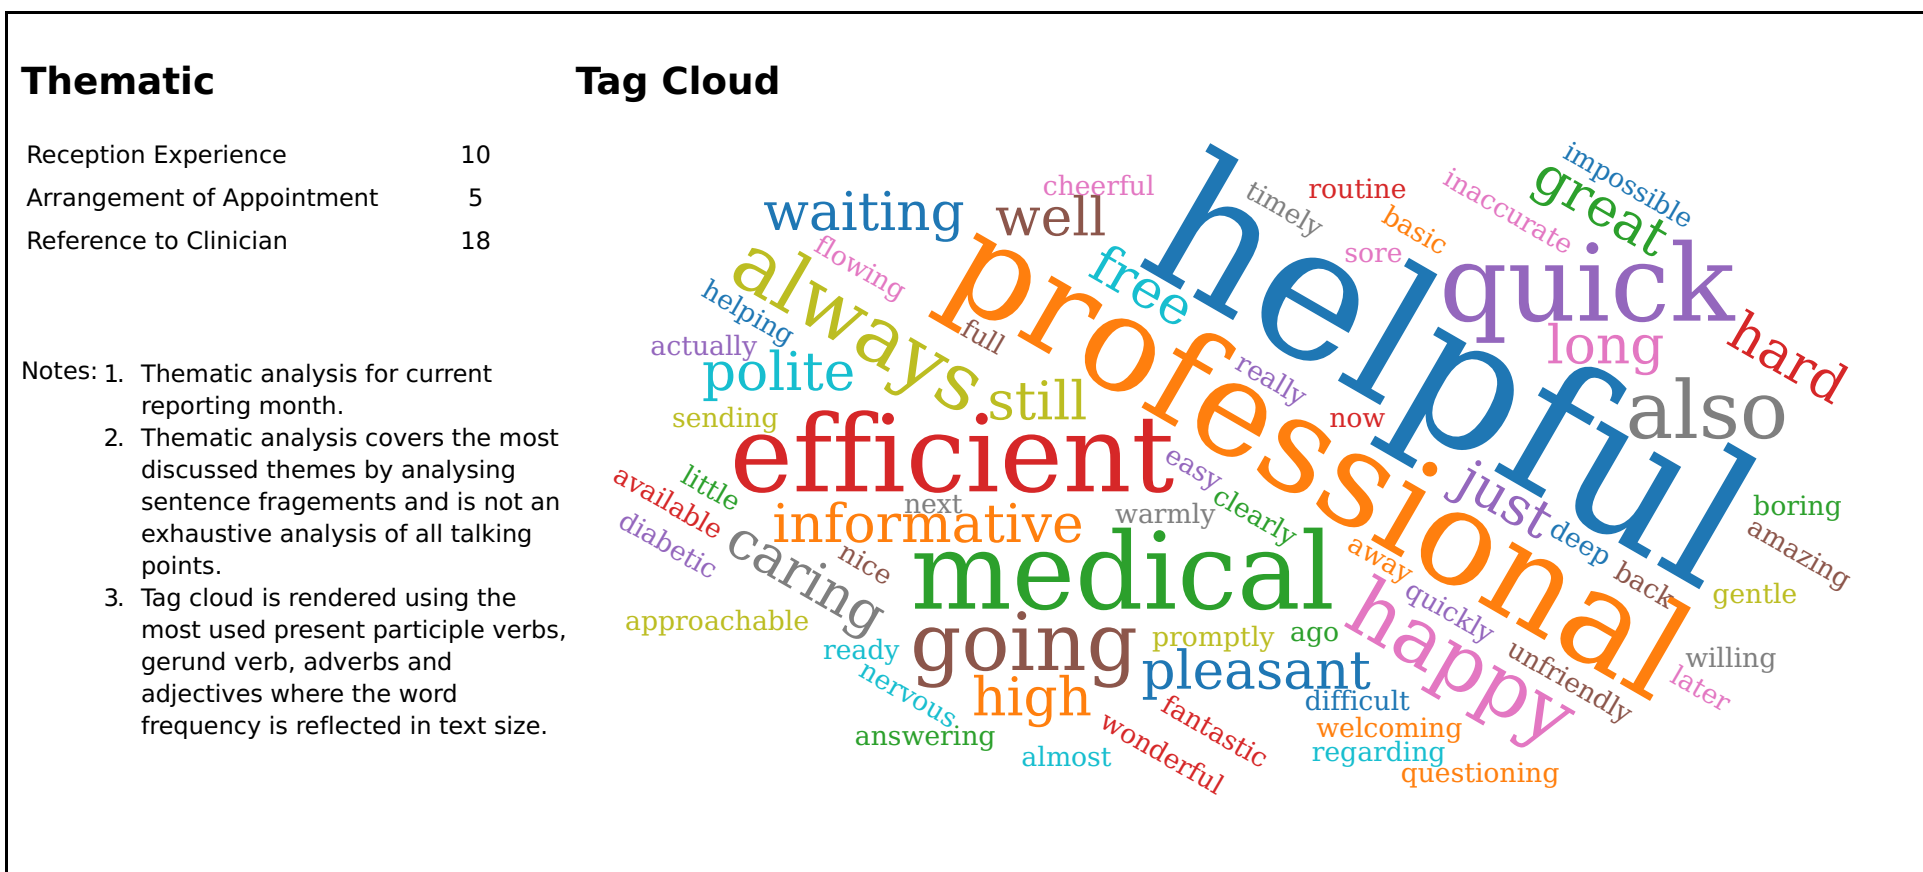 Thematic
Tag Cloud
Reception Experience 10
Arrangement of Appointment 5
Reference to Clinician 18
Notes: 1. Thematic analysis for current
reporting month.
2. Thematic analysis covers the most
discussed themes by analysing
sentence fragements and is not an
exhaustive analysis of all talking
points.
3. Tag cloud is rendered using the
most used present participle verbs,
gerund verb, adverbs and
adjectives where the word
frequency is reflected in text size.
impossible
cheerful
timely
routine
inaccurate
great
waiting
well
basic
helpful
flowing
free
sore
quick
always
professional
helping
full
long
hard
actually
polite
really
still
also
sending
now
efficient
easy
just
little
available
next
clearly
boring
informative
warmly
deep
amazing
diabetic
caring
nice
medical
away
back
gentle
approachable
going
promptly
ago
happy
quickly
ready
pleasant
unfriendly
willing
nervous
high
difficult
later
answering
fantastic
welcoming
almost
wonderful
regarding
questioning